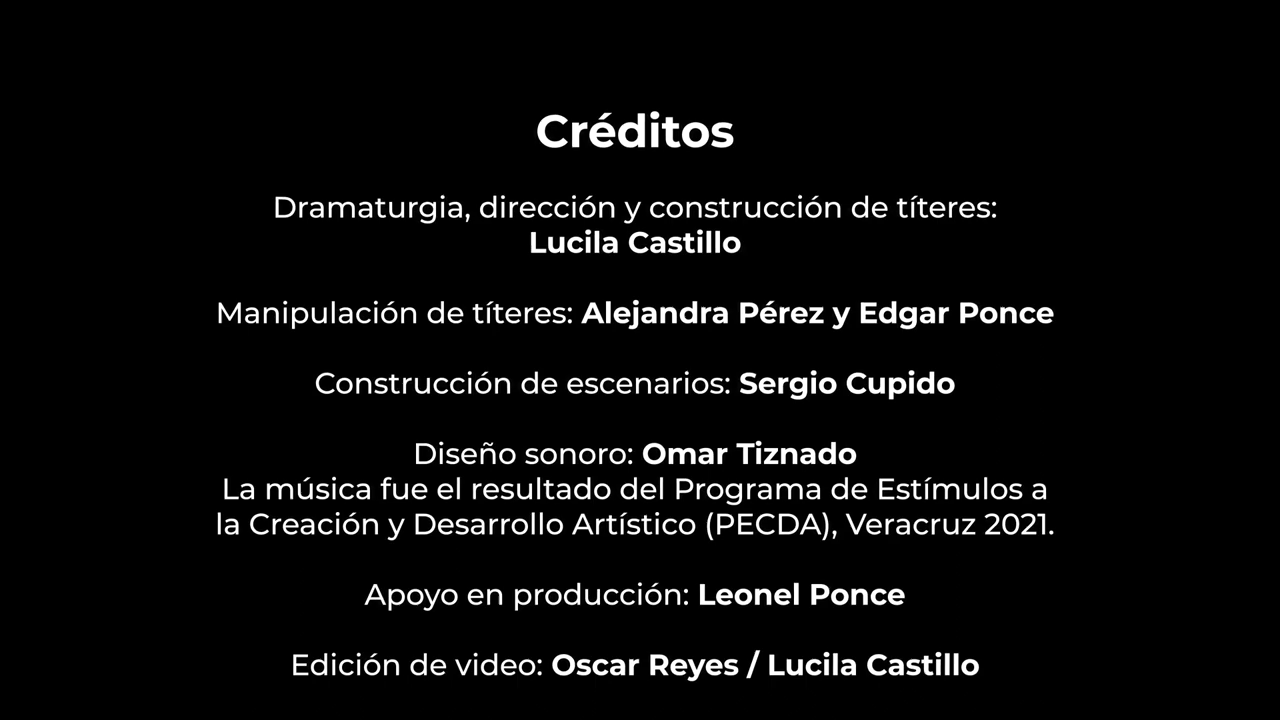 Créditos
Dramaturgia, dirección y construcción de títeres:
Lucila Castillo
Manipulación de títeres: Alejandra Pérez y Edgar Ponce
Construcción de escenarios: Sergio Cupido
Diseño sonoro: Omar Tiznado
La música fue el resultado del Programa de Estímulos a
la Creación y Desarrollo Artístico (PECDA), Veracruz 2021.
Apoyo en producción: Leonel Ponce
Edición de video: Oscar Reyes / Lucila Castillo